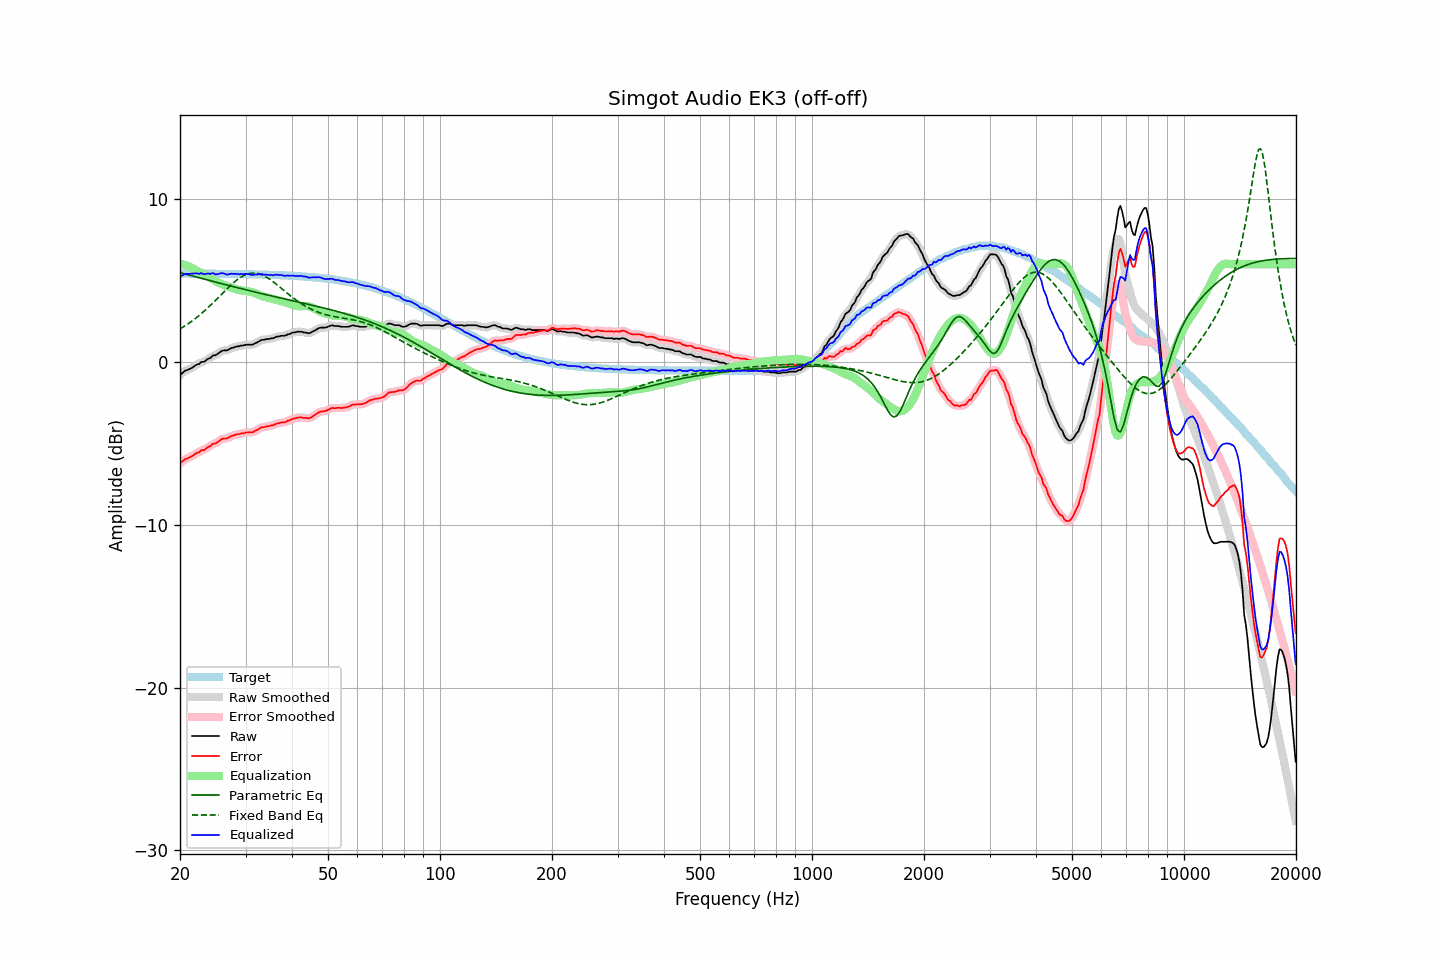 Simgot Audio EK3 (off-off)
Amplitude (dBr)
10
0
−10
−20
−30
Target
Raw Smoothed
Error Smoothed
Raw
Error
Equalization
Parametric Eq
Fixed Band Eq
Equalized
20 50 100 200 500 1000 2000 5000 10000 20000
Frequency (Hz)